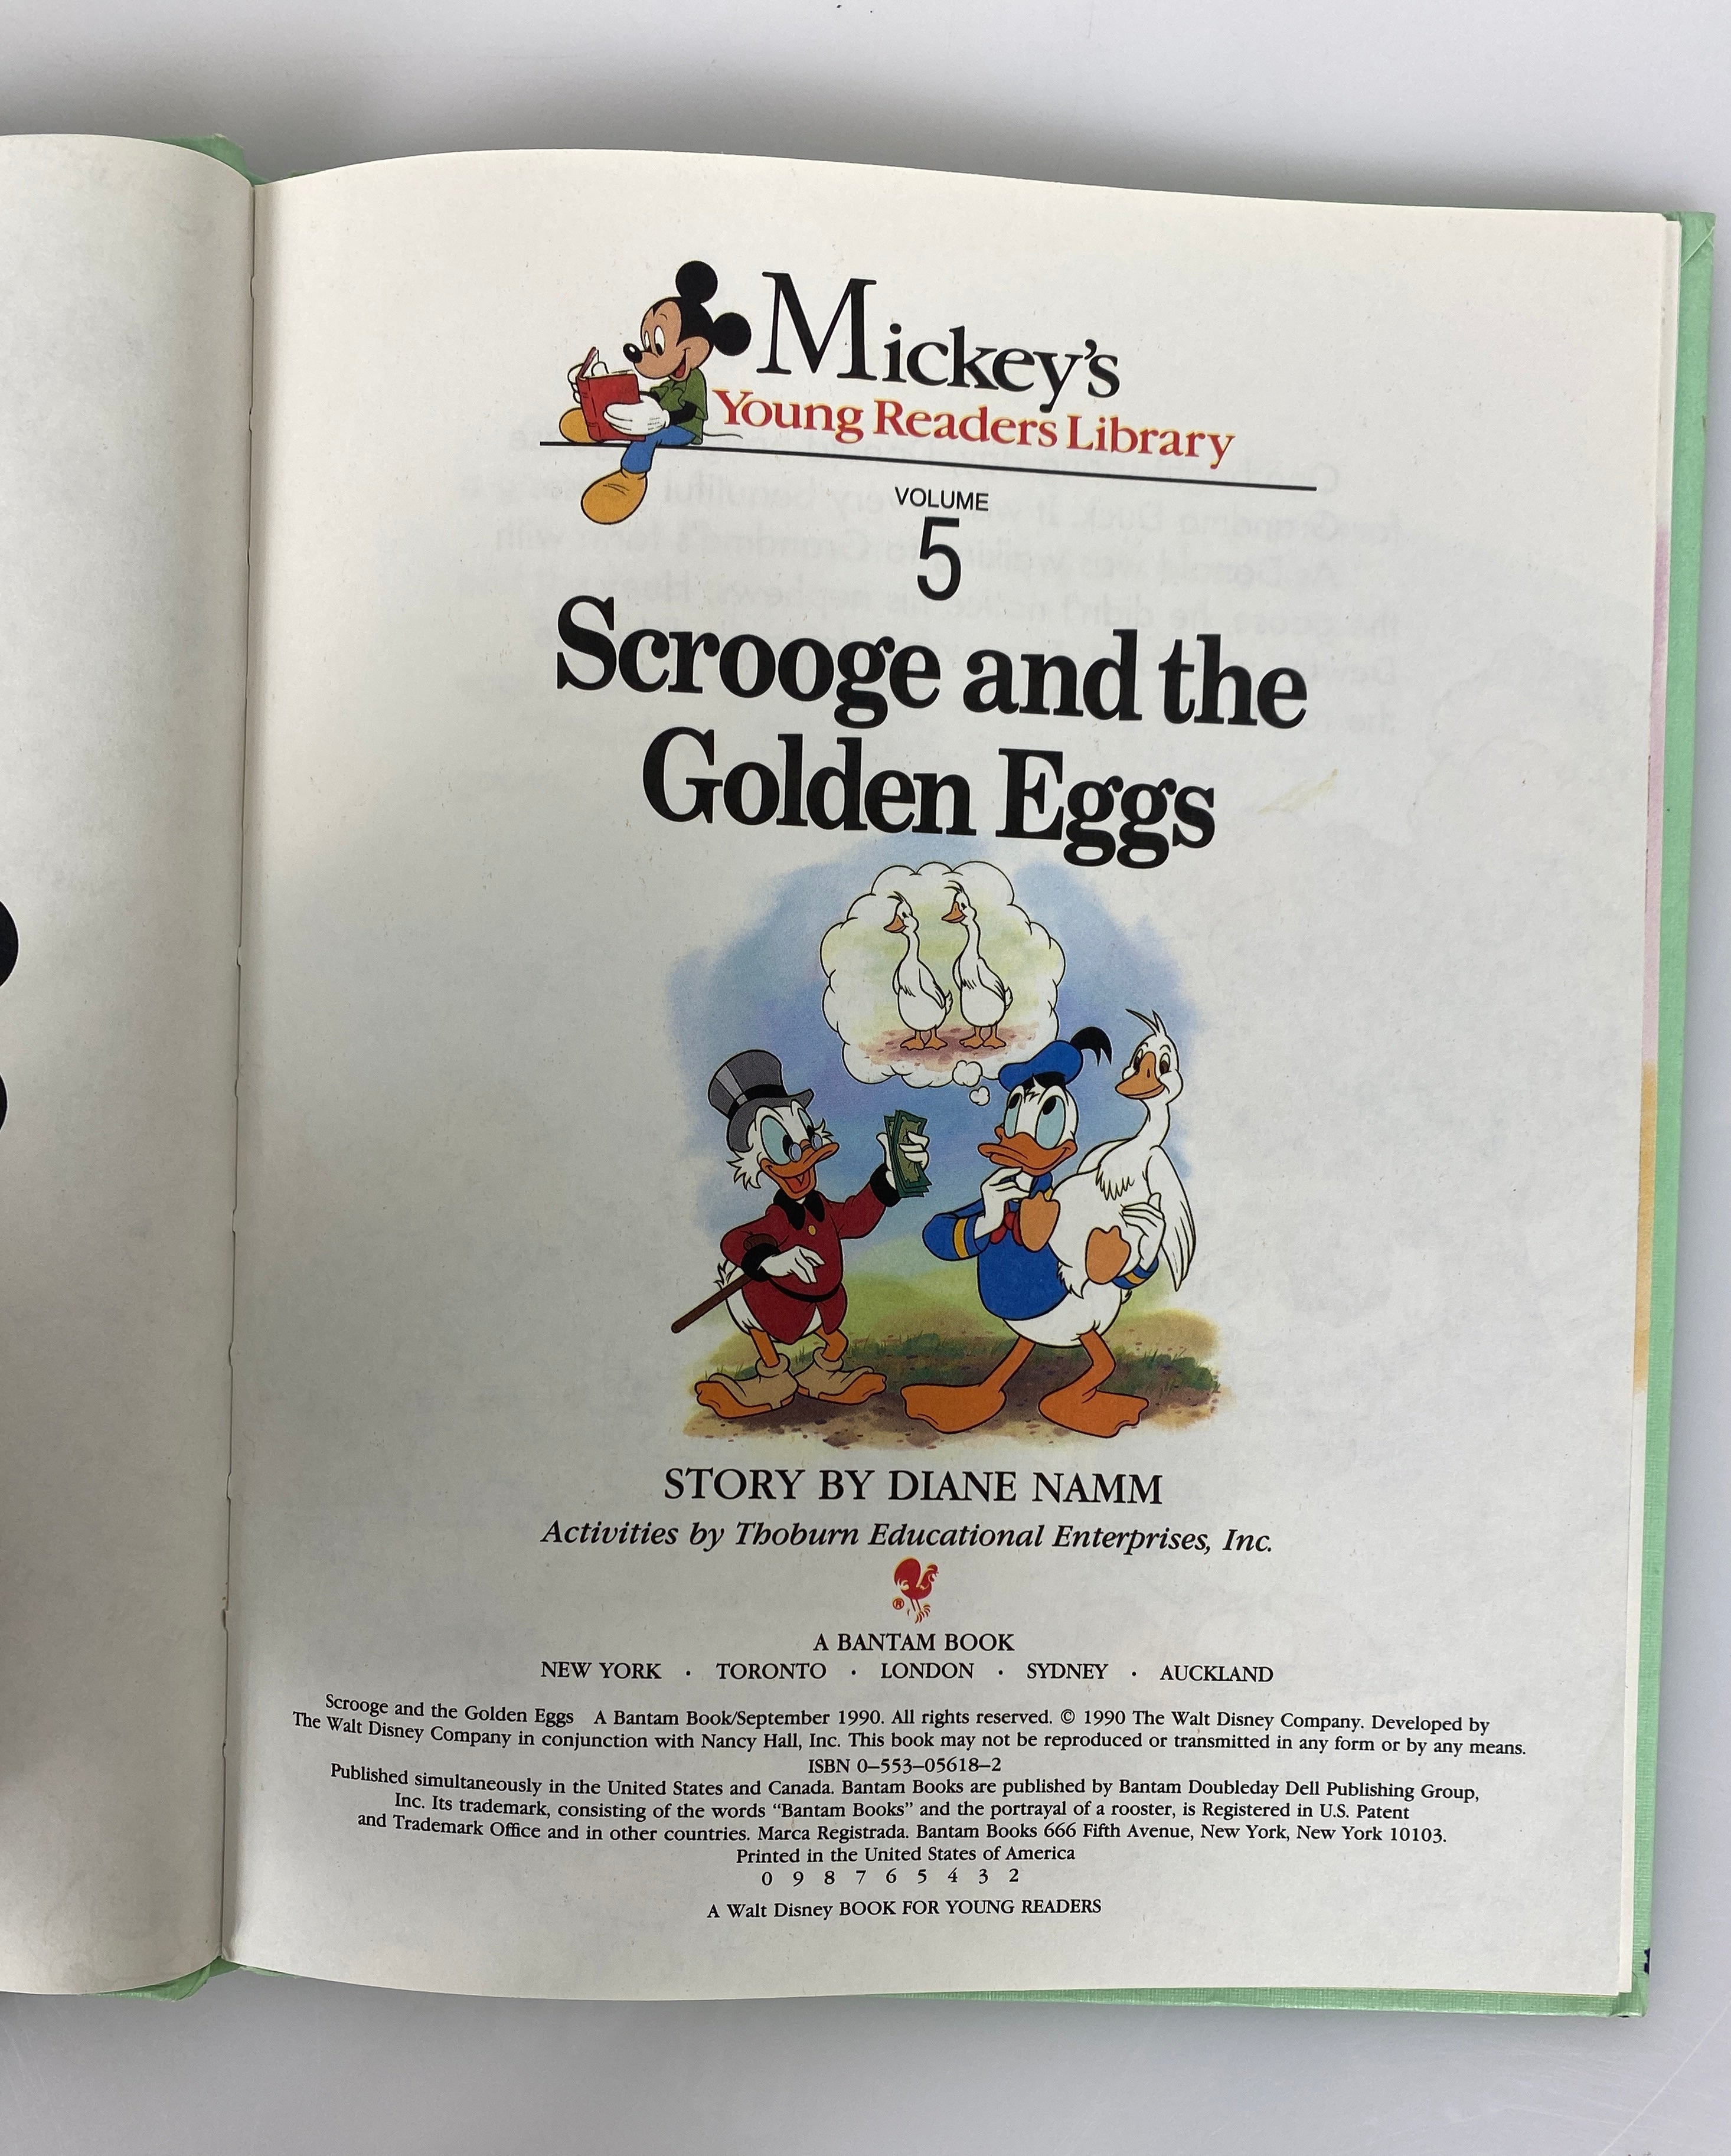 Mickey's
Young Readers Library
VOLUME
5
Scrooge and the
Golden Eggs
STORY BY DIANE NAMM
Activities by Thoburn Educational Enterprises, Inc.
®
A BANTAM BOOK
NEW YORK · TORONTO · LONDON · SYDNEY · AUCKLAND
Scrooge and the Golden Eggs A Bantam Book/September 1990. All rights reserved. © 1990 The Walt Disney Company. Developed by
The Walt Disney Company in conjunction with Nancy Hall, Inc. This book may not be reproduced or transmitted in any form or by any means.
ISBN 0–553–05618–2
Published simultaneously in the United States and Canada. Bantam Books are published by Bantam Doubleday Dell Publishing Group,
Inc. Its trademark, consisting of the words “Bantam Books” and the portrayal of a rooster, is Registered in U.S. Patent
and Trademark Office and in other countries. Marca Registrada. Bantam Books 666 Fifth Avenue, New York, New York 10103.
Printed in the United States of America
0 9 8 7 6 5 4 3 2
A Walt Disney BOOK FOR YOUNG READERS